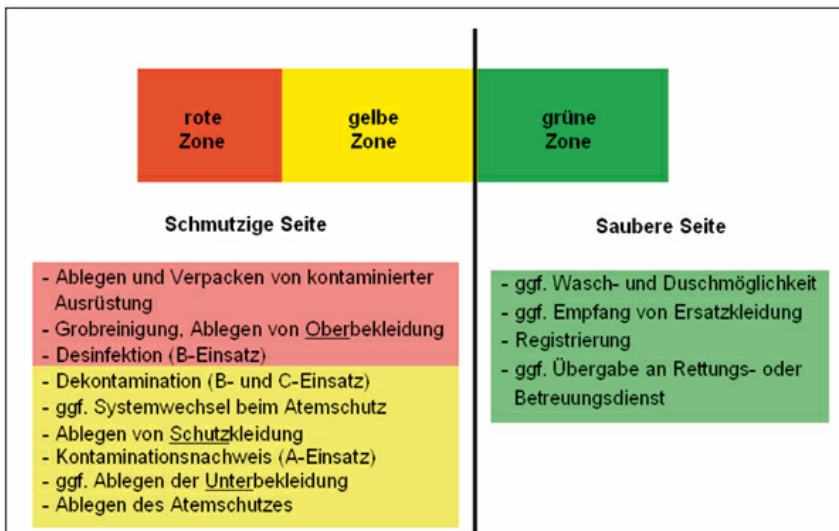 rote
Zone
gelbe
Zone
grüne
Zone
Schmutzige Seite
- Ablegen und Verpacken von kontaminierter
Ausrüstung
- Grobreinigung, Ablegen von Oberbekleidung
- Desinfektion (B-Einsatz)
- Dekontamination (B- und C-Einsatz)
- ggf. Systemwechsel beim Atemschutz
- Ablegen von Schutzkleidung
- Kontaminationsnachweis (A-Einsatz)
- ggf. Ablegen der Unterbekleidung
- Ablegen des Atemschutzes
Saubere Seite
- ggf. Wasch- und Duschmöglichkeit
- ggf. Empfang von Ersatzkleidung
- Registrierung
- ggf. Übergabe an Rettungs- oder
Betreuungsdienst